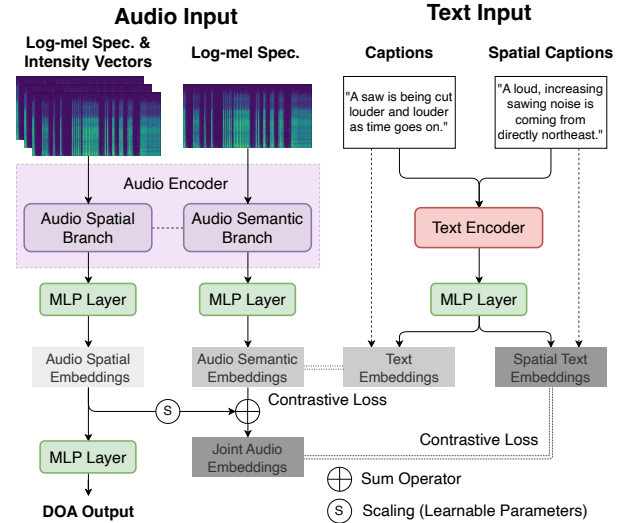 Audio Input
Text Input
Log-mel Spec. &
Intensity Vectors
Log-mel Spec.
Captions
Spatial Captions
"A saw is being cut
louder and louder
as time goes on."
"A loud, increasing
sawing noise is
coming from
directly northeast."
Audio Encoder
Audio Spatial
Branch
Audio Semantic
Branch
Text Encoder
MLP Layer
MLP Layer
MLP Layer
Audio Spatial
Embeddings
Audio Semantic
Embeddings
Text
Embeddings
Spatial Text
Embeddings
S
Contrastive Loss
MLP Layer
Joint Audio
Embeddings
Contrastive Loss
Sum Operator
DOA Output
S
Scaling (Learnable Parameters)